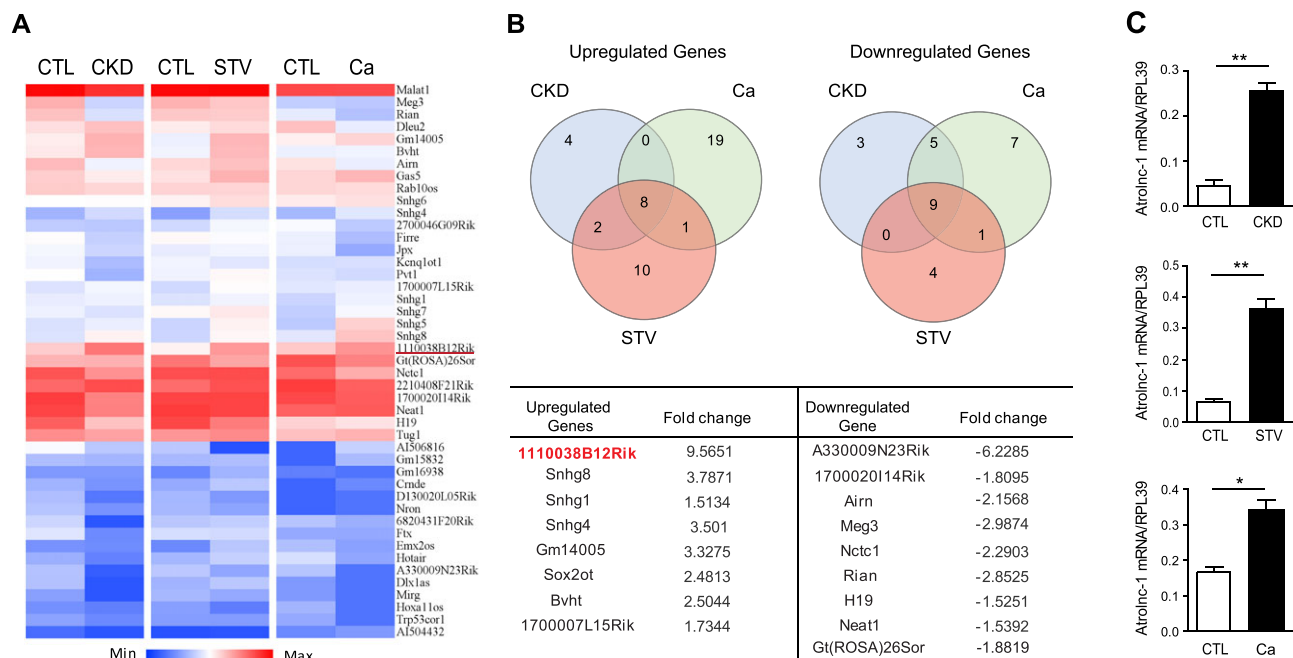 A
CTL CKD CTL STV CTL Ca
Malat1
Meg3
Rian
Dleu2
Gm14005
Bvht
Airn
Gas5
Rab10os
Snhg6
Snhg4
2700046G09Rik
Firre
Jpx
Kcnq1ot1
Pvt1
1700007L15Rik
Snhg1
Snhg7
Snhg5
Snhg8
1110038B12Rik
Gt(ROSA)26Sor
Nctc1
2210408F21Rik
1700020I14Rik
Neat1
H19
Tug1
AI506816
Gm15832
Gm16938
Crnde
D130020L05Rik
Nron
6820431F20Rik
Ftx
Emx2os
Hotair
A330009N23Rik
Dlx1as
Mirg
Hoxa11os
Trp53cor1
AI504432
Min Max
B
Upregulated Genes
CKD Ca
4 0 19
8
2 1
10
STV
Downregulated Genes
CKD Ca
3 5 7
9
0 1
4
STV
Upregulated Genes Fold change Downregulated Gene Fold change
1110038B12Rik 9.5651 A330009N23Rik -6.2285
Snhg8 3.7871 1700020I14Rik -1.8095
Snhg1 1.5134 Airn -2.1568
Snhg4 3.501 Meg3 -2.9874
Gm14005 3.3275 Nctc1 -2.2903
Sox2ot 2.4813 Rian -2.8525
Bvht 2.5044 H19 -1.5251
1700007L15Rik 1.7344 Neat1 -1.5392
Gt(ROSA)26Sor -1.8819
C
Atrolnc-1 mRNA/RPL39
0.3
0.2
0.1
0.0
**
CTL CKD
Atrolnc-1 mRNA/RPL39
0.5
0.4
0.3
0.2
0.1
0.0
**
CTL STV
Atrolnc-1 mRNA/RPL39
0.4
0.3
0.2
0.1
0.0
*
CTL Ca